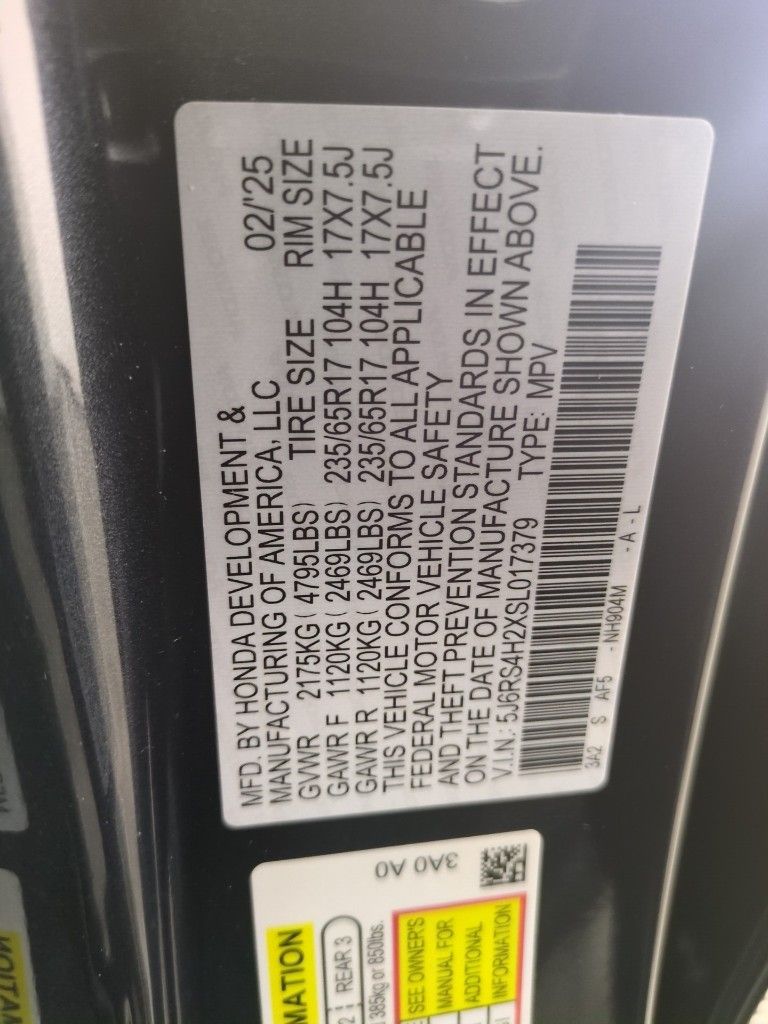 MFD. BY HONDA DEVELOPMENT & 02/'25
MANUFACTURING OF AMERICA, LLC
GVWR 2175KG ( 4795LBS) TIRE SIZE RIM SIZE
GAWR F 1120KG ( 2469LBS) 235/65R17 104H 17X7.5J
GAWR R 1120KG ( 2469LBS) 235/65R17 104H 17X7.5J
THIS VEHICLE CONFORMS TO ALL APPLICABLE
FEDERAL MOTOR VEHICLE SAFETY
AND THEFT PREVENTION STANDARDS IN EFFECT
ON THE DATE OF MANUFACTURE SHOWN ABOVE.
V.I.N.: 5J6RS4H2XSL017379 TYPE: MPV
3A2 S AF5 - NH904M - A - L
3A0 A0
REAR 3
385kg or 850lbs.
SEE OWNER'S
MANUAL FOR
ADDITIONAL
INFORMATION